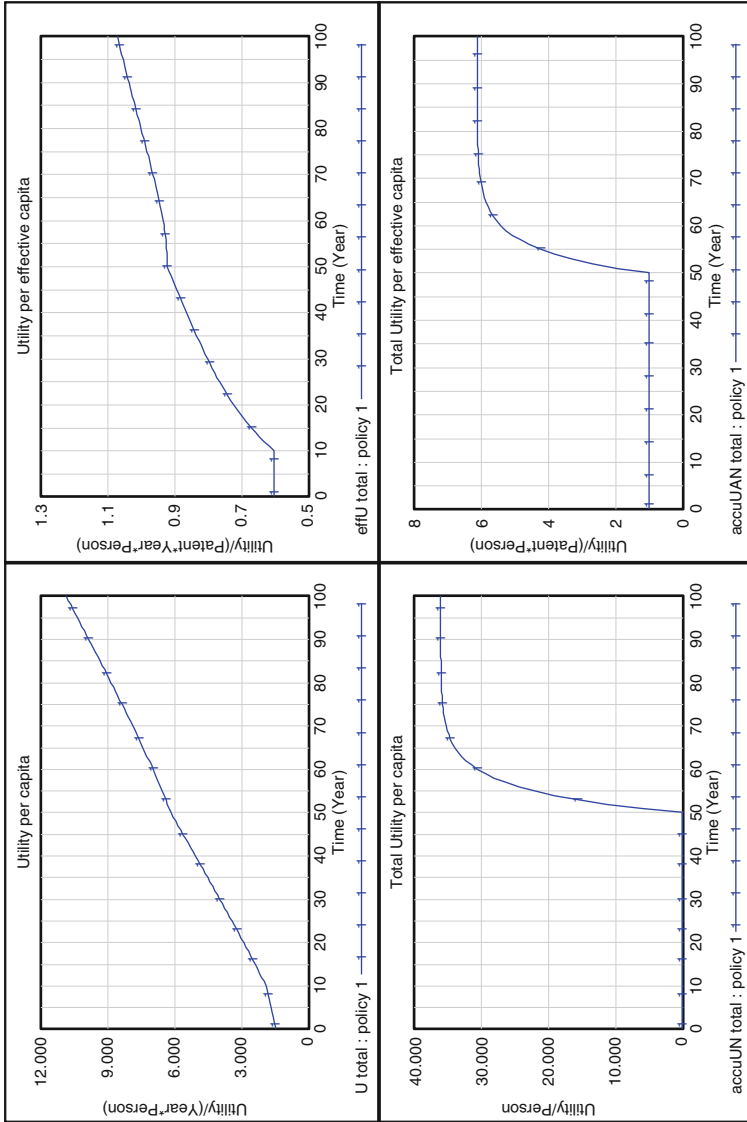 Utility per capita
12.000
9.000
6.000
3.000
0
Utility/(Year*Person)
0 10 20 30 40 50 60 70 80 90 100
Time (Year)
U total : policy 1
Utility per effective capita
1.3
1.1
0.9
0.7
0.5
Utility/(Patent*Year*Person)
0 10 20 30 40 50 60 70 80 90 100
Time (Year)
effU total : policy 1
Total Utility per capita
40.000
30.000
20.000
10.000
0
Utility/Person
0 10 20 30 40 50 60 70 80 90 100
Time (Year)
accuUN total : policy 1
Total Utility per effective capita
8
6
4
2
0
Utility/(Patent*Person)
0 10 20 30 40 50 60 70 80 90 100
Time (Year)
accuUAN total : policy 1